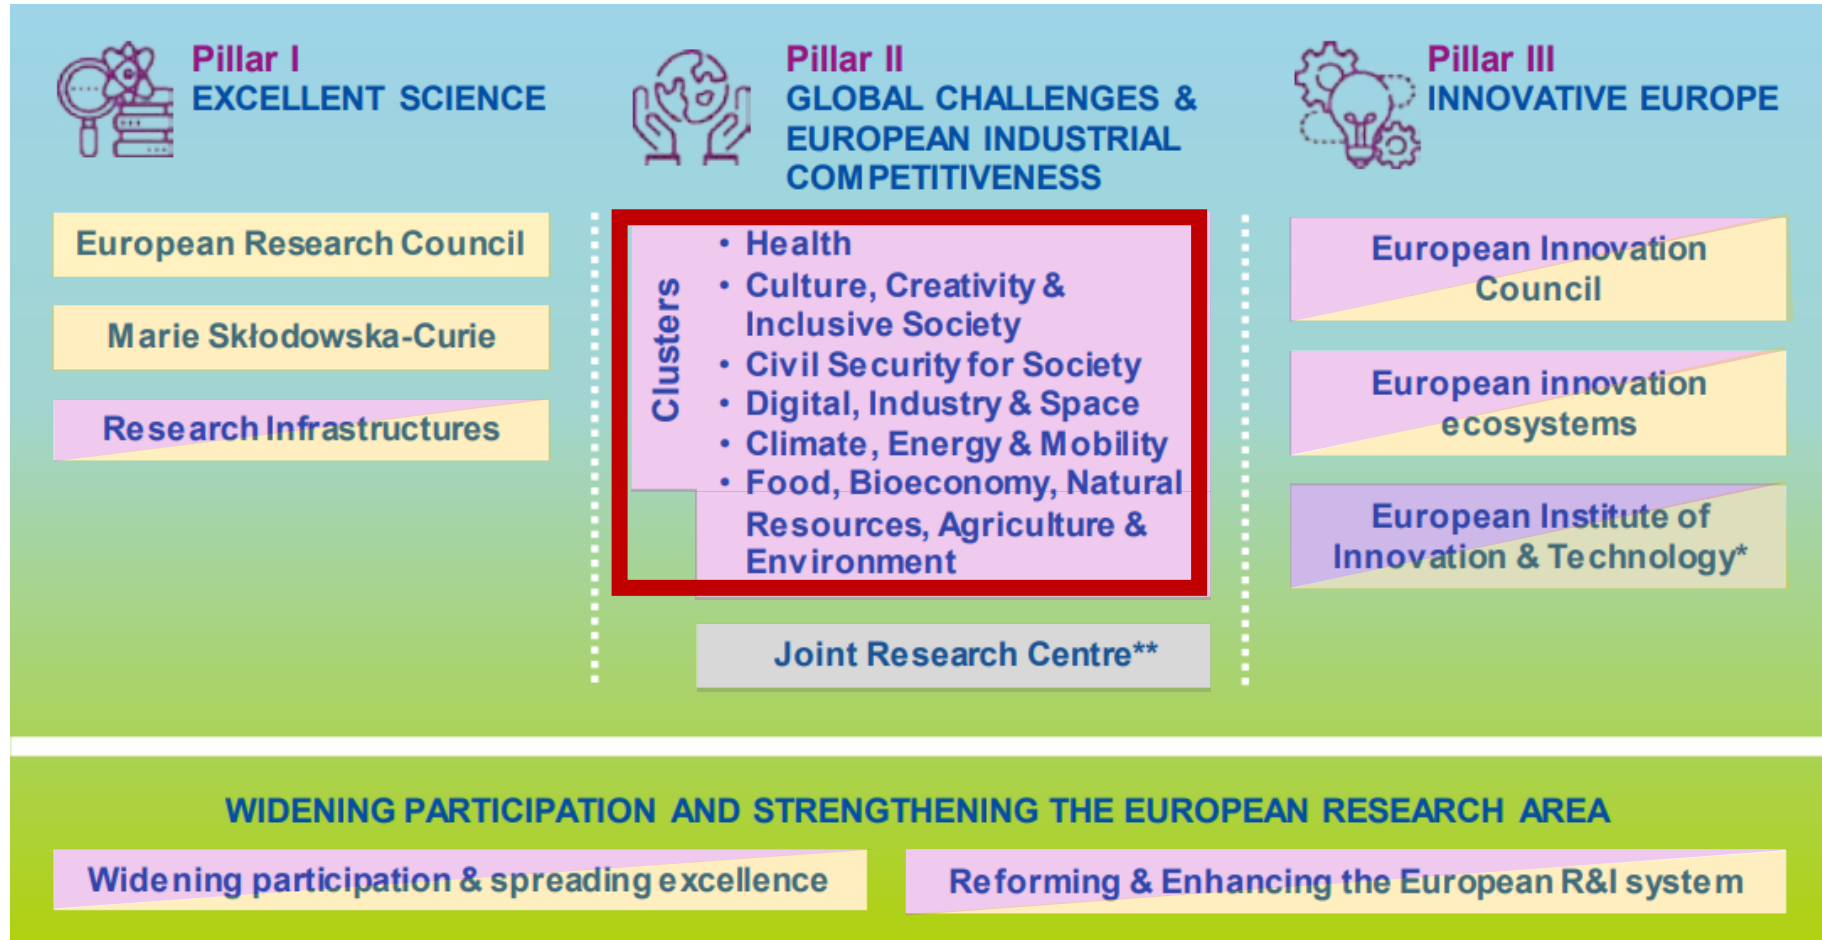 Pillar I
EXCELLENT SCIENCE
European Research Council
Marie Skłodowska-Curie
Research Infrastructures
Pillar II
GLOBAL CHALLENGES &
EUROPEAN INDUSTRIAL
COMPETITIVENESS
Clusters
• Health
• Culture, Creativity &
Inclusive Society
• Civil Security for Society
• Digital, Industry & Space
• Climate, Energy & Mobility
• Food, Bioeconomy, Natural
Resources, Agriculture &
Environment
Joint Research Centre**
Pillar III
INNOVATIVE EUROPE
European Innovation
Council
European innovation
ecosystems
European Institute of
Innovation & Technology*
WIDENING PARTICIPATION AND STRENGTHENING THE EUROPEAN RESEARCH AREA
Widening participation & spreading excellence
Reforming & Enhancing the European R&I system